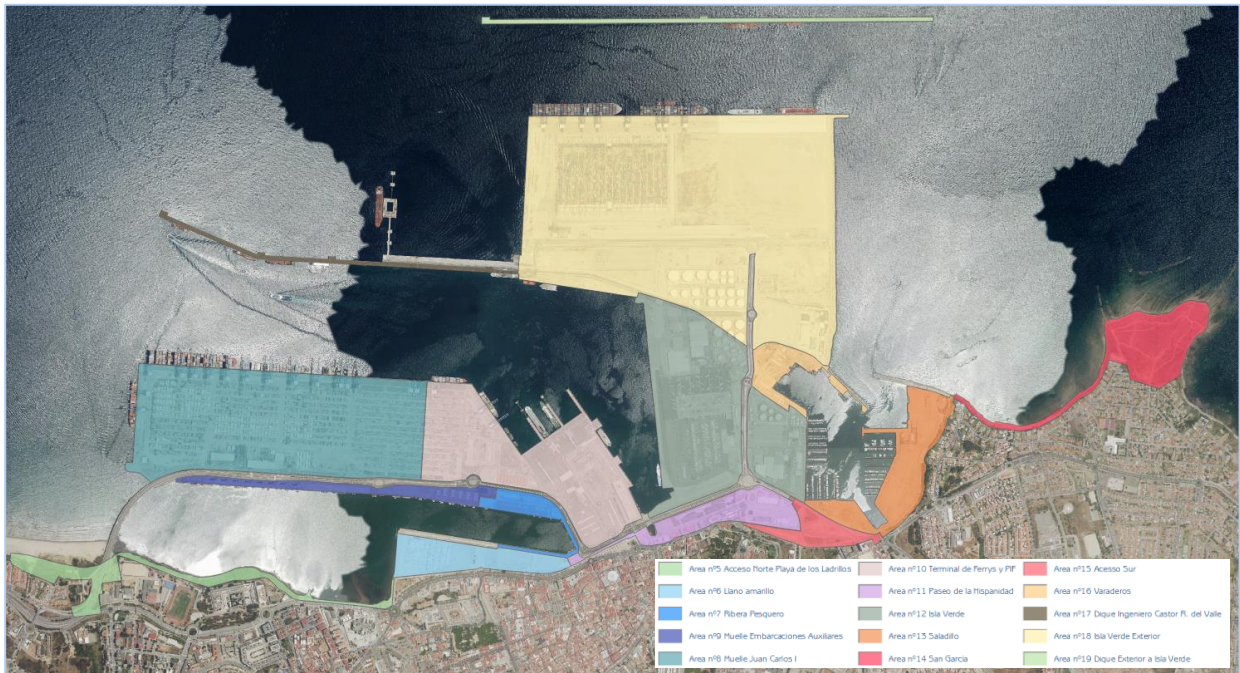 Area nº5 Acceso Norte Playa de los Ladrillos
Area nº6 Llano amarillo
Area nº7 Ribera Pesquero
Area nº9 Muelle Embarcaciones Auxiliares
Area nº8 Muelle Juan Carlos I
Area nº10 Terminal de Ferrys y PIF
Area nº11 Paseo de la Hispanidad
Area nº12 Isla Verde
Area nº13 Saladillo
Area nº14 San García
Area nº15 Acesso Sur
Area nº16 Varaderos
Area nº17 Dique Ingeniero Castor R. del Valle
Area nº18 Isla Verde Exterior
Area nº19 Dique Exterior a Isla Verde